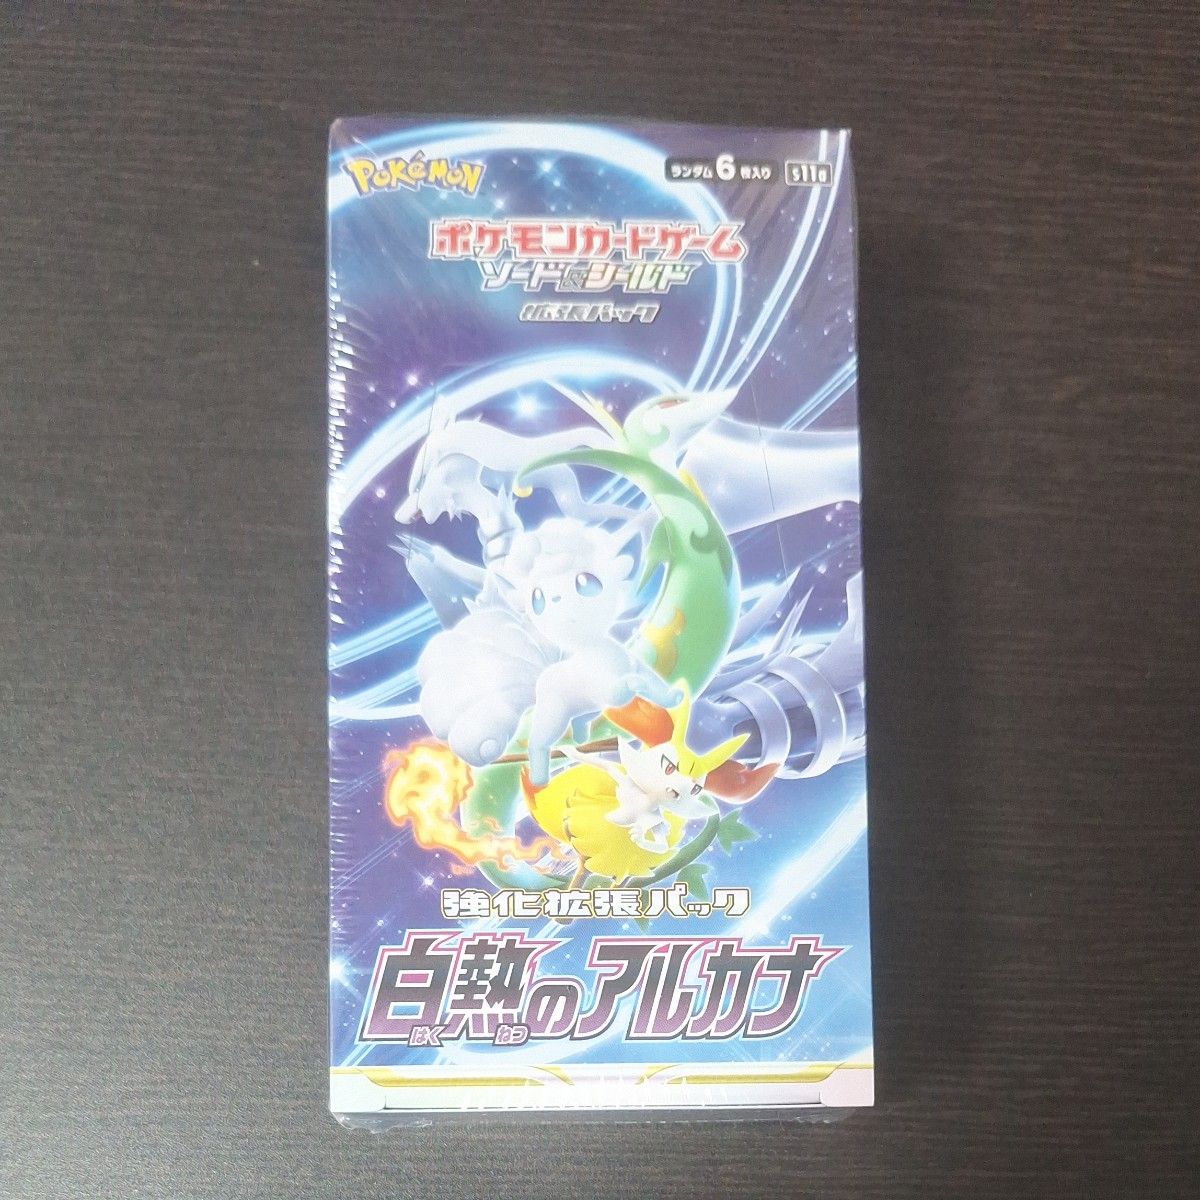 POKéMON
ランダム6枚入り s11a
ポケモンカードゲーム
ソード&シールド
拡張パック
強化拡張パック
白熱のアルカナ
はく ねつ